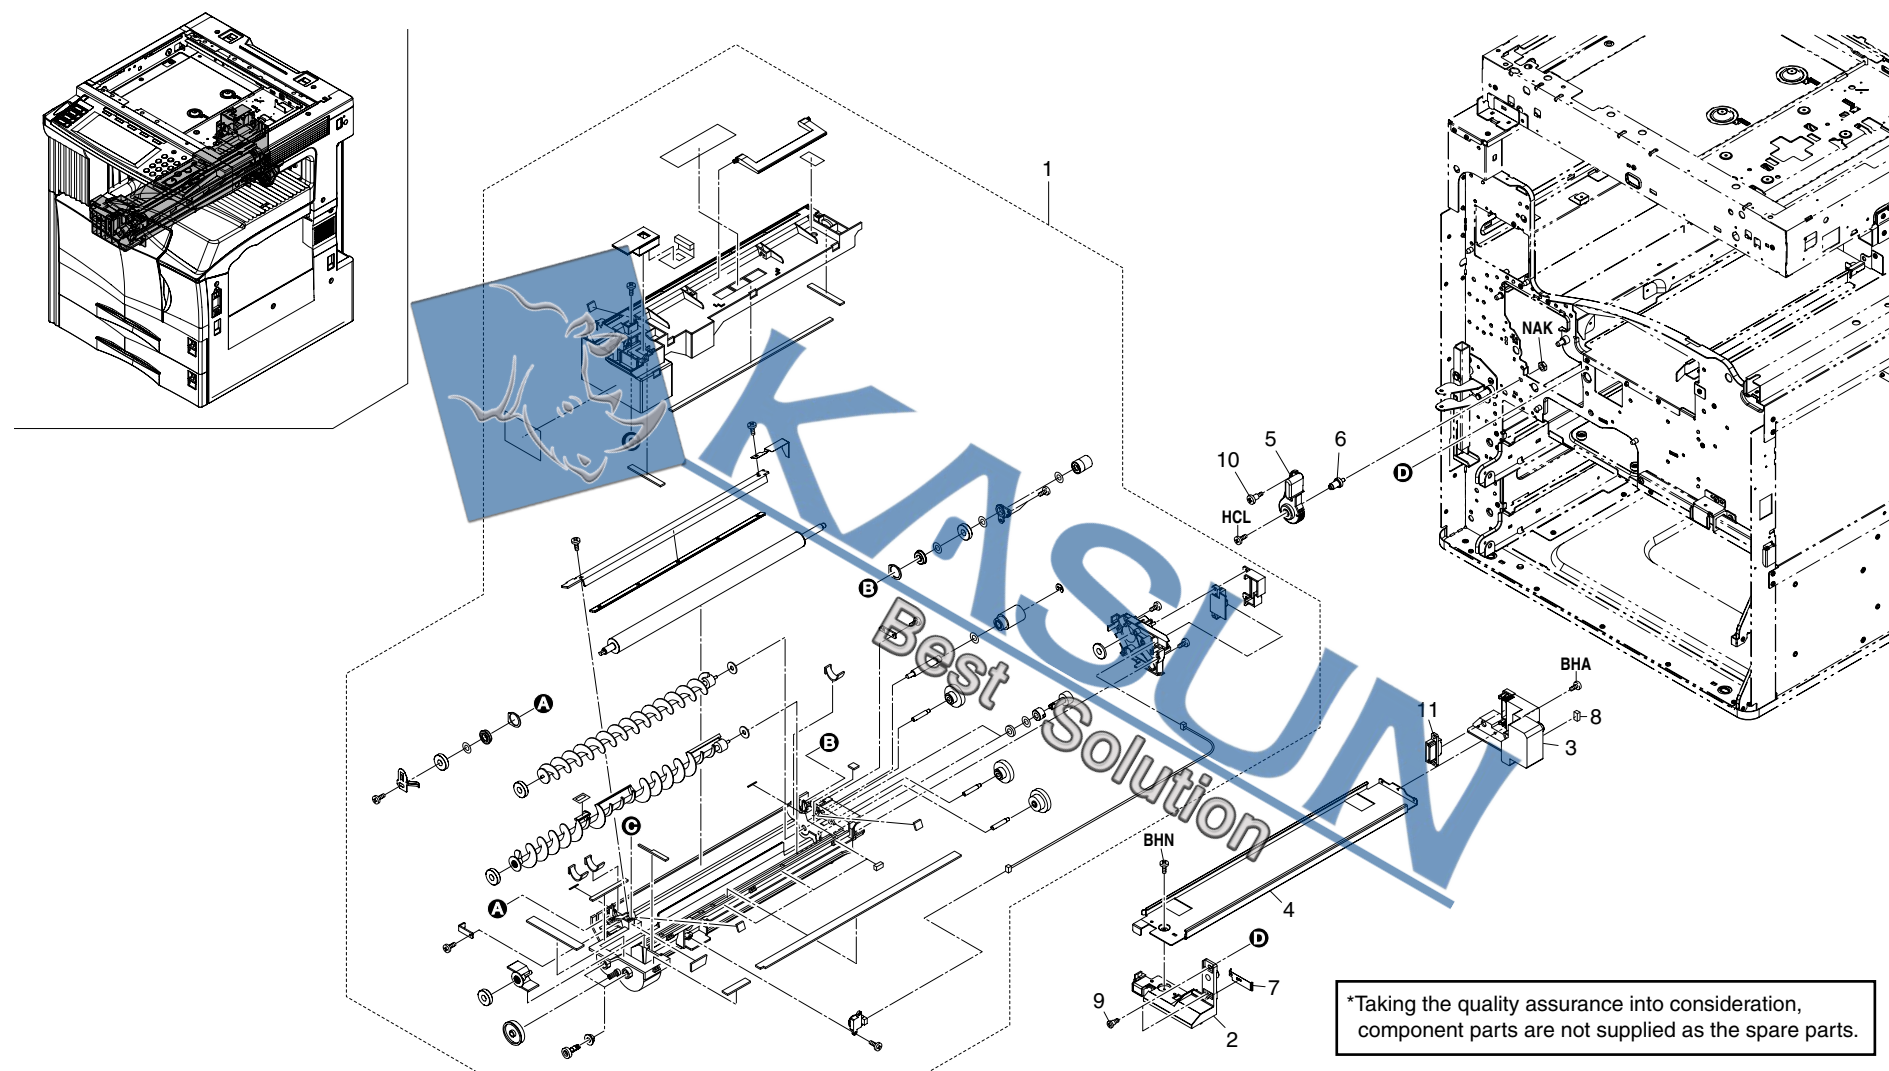 1
NAK
5
6
10
D
HCL
B
BHA
A
11
8
3
B
C
BHN
4
A
D
7
9
2
KASUN
Best Solution
*Taking the quality assurance into consideration,
component parts are not supplied as the spare parts.